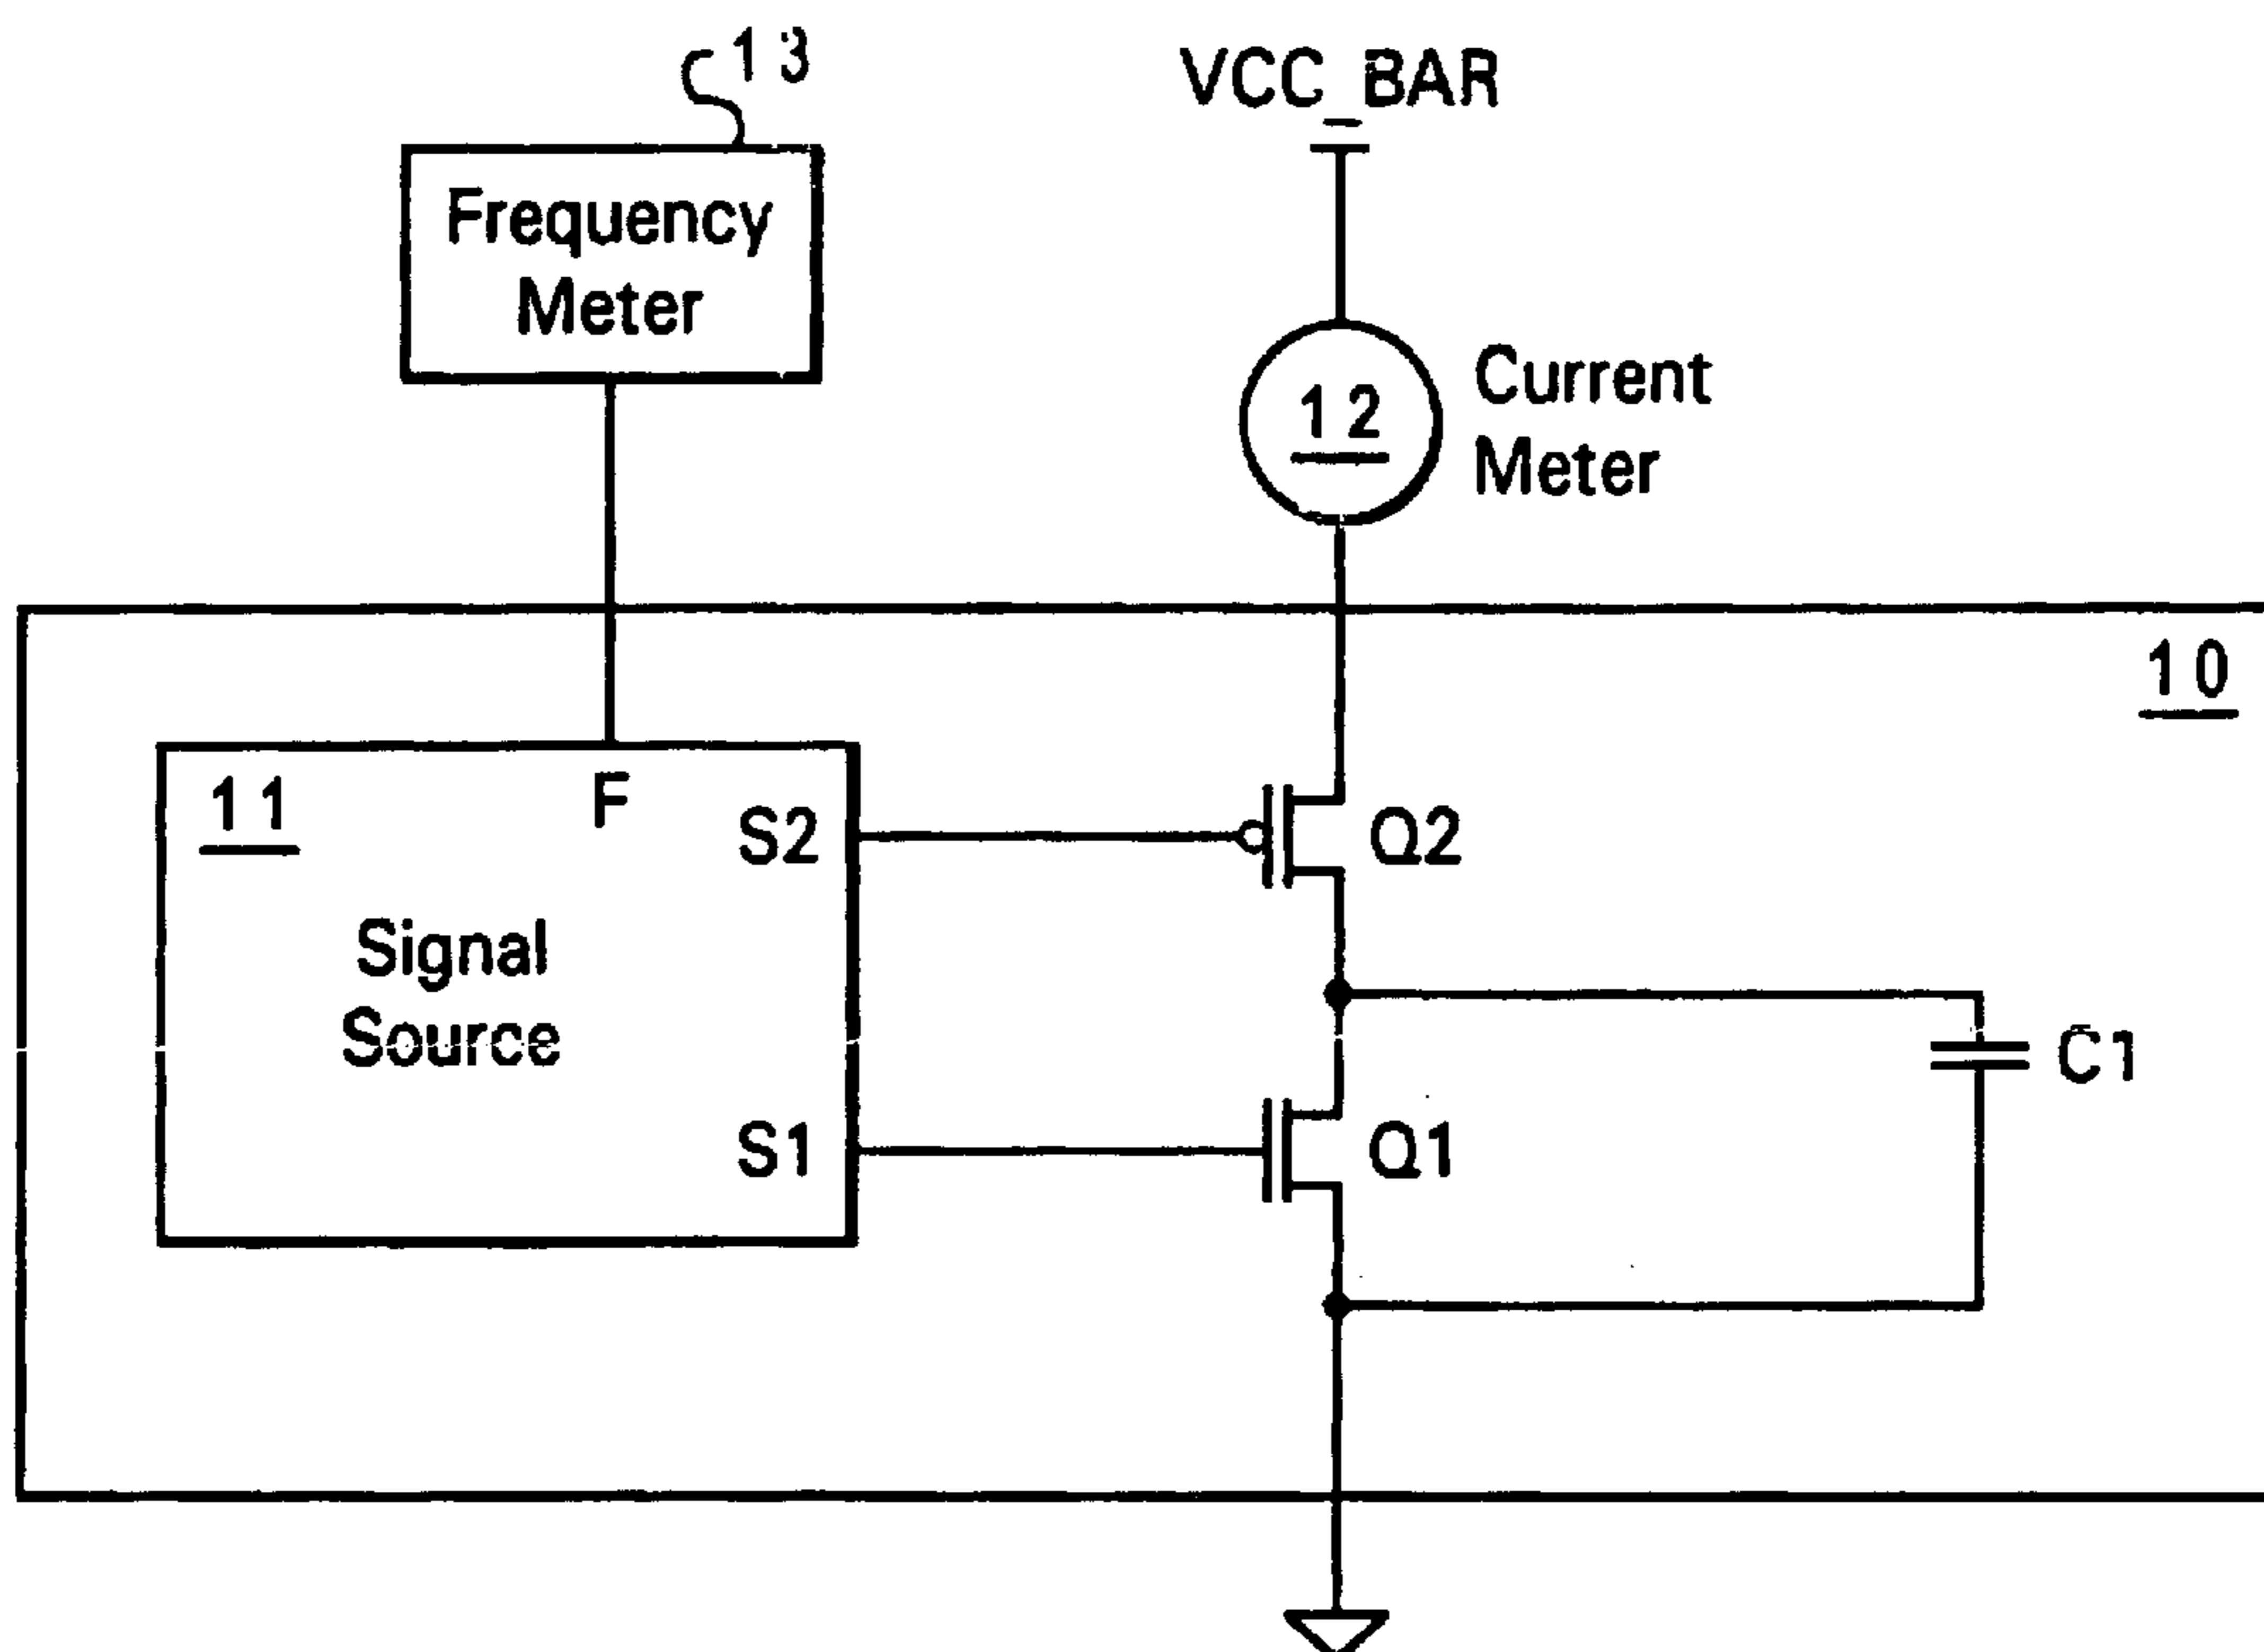 13
VCC_BAR
Frequency
Meter
12
Current
Meter
10
11
F
S2
Q2
Signal
Source
C1
S1
Q1